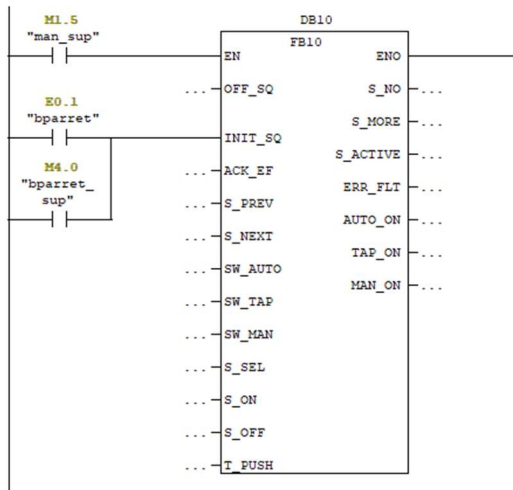 M1.5
"man_sup"
DB10
FB10
EN
ENO
... OFF_SQ
S_NO ...
E0.1
"bparret"
S_MORE ...
INIT_SQ
S_ACTIVE ...
M4.0
"bparret_
sup"
... ACK_EF
ERR_FLT ...
... S_PREV
AUTO_ON ...
... S_NEXT
TAP_ON ...
... SW_AUTO
MAN_ON ...
... SW_TAP
... SW_MAN
... S_SEL
... S_ON
... S_OFF
... T_PUSH